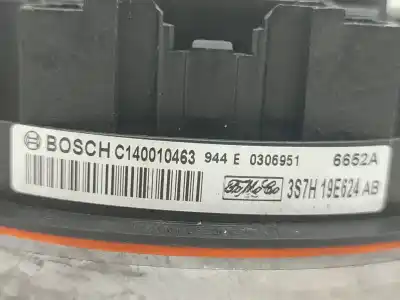 BOSCH C140010463 944 E 0306951 6652A
FoMoCo 3S7H 19E624 AB